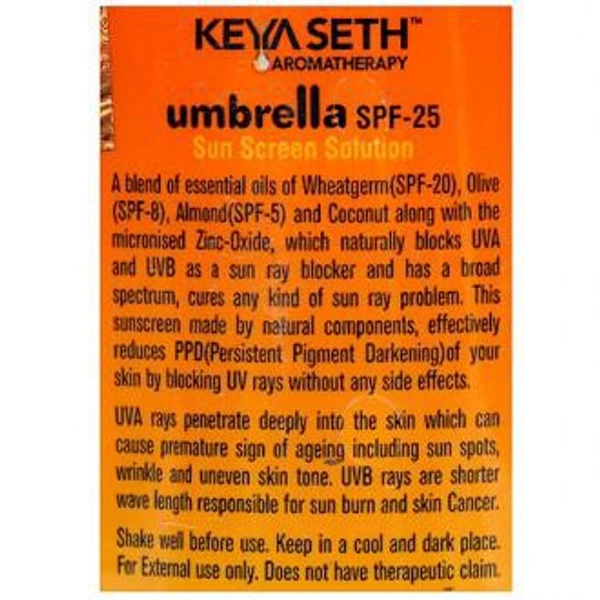 KEYA SETH™
AROMATHERAPY
umbrella SPF-25
Sun Screen Solution
A blend of essential oils of Wheatgerm(SPF-20), Olive
(SPF-8), Almond(SPF-5) and Coconut along with the
micronised Zinc-Oxide, which naturally blocks UVA
and UVB as a sun ray blocker and has a broad
spectrum, cures any kind of sun ray problem. This
sunscreen made by natural components, effectively
reduces PPD(Persistent Pigment Darkening)of your
skin by blocking UV rays without any side effects.
UVA rays penetrate deeply into the skin which can
cause premature sign of ageing including sun spots,
wrinkle and uneven skin tone. UVB rays are shorter
wave length responsible for sun burn and skin Cancer.
Shake well before use. Keep in a cool and dark place.
For External use only. Does not have therapeutic claim.